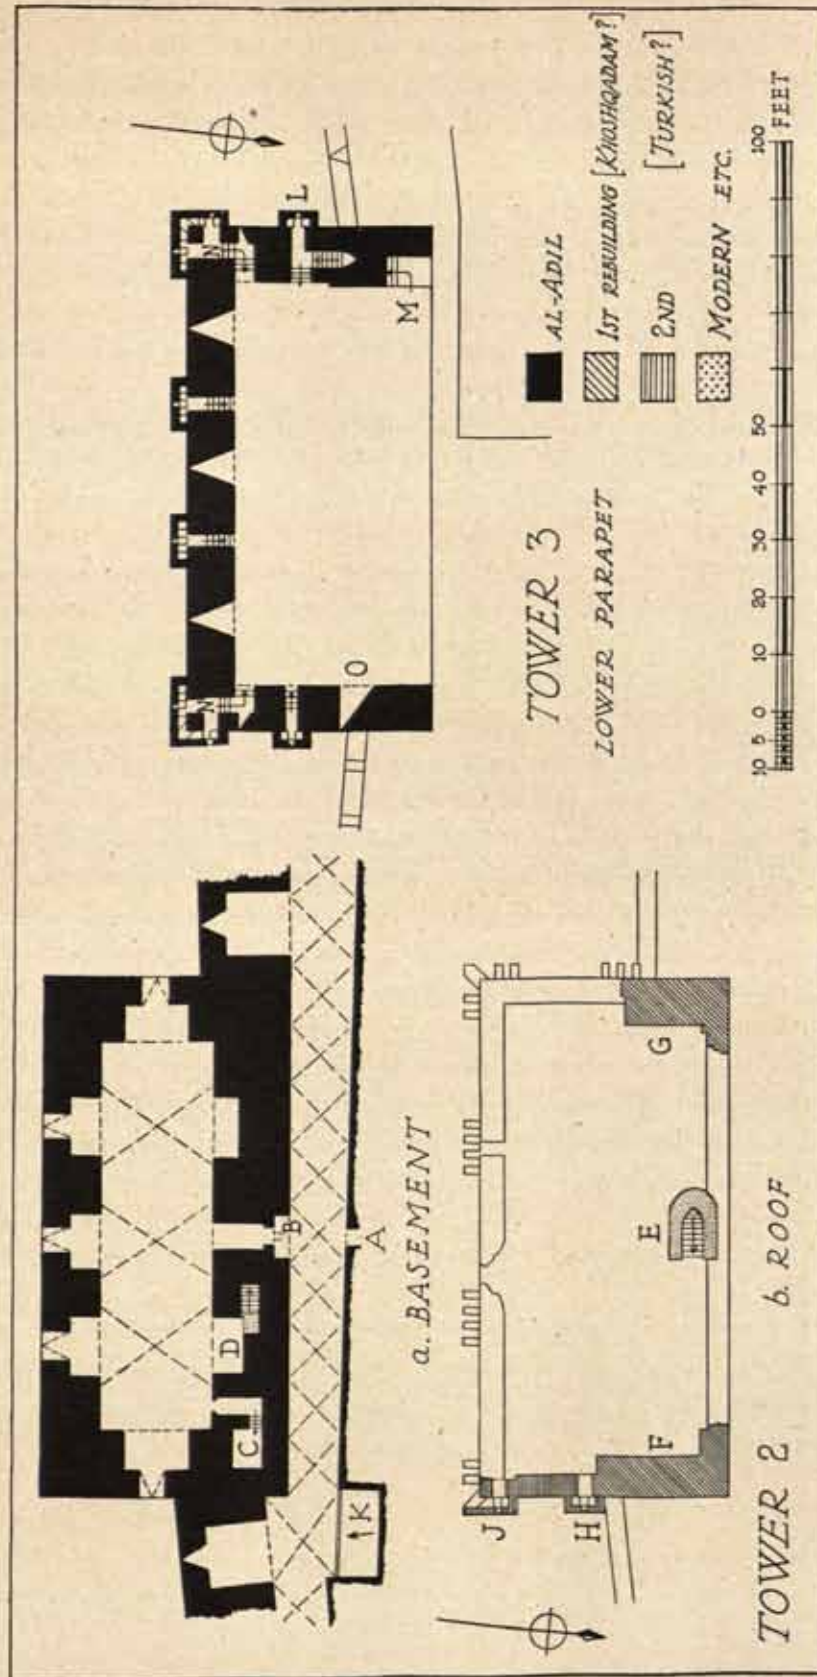 TOWER 2
a. BASEMENT
A
B
C
D
K
b. ROOF
E
F
G
H
J
TOWER 3
LOWER PARAPET
L
M
N
N
O
AL-ADIL
1ST REBUILDING [KHOSHQADAM?]
2ND [TURKISH?]
MODERN ETC.
10 5 0 10 20 30 40 50 100
FEET